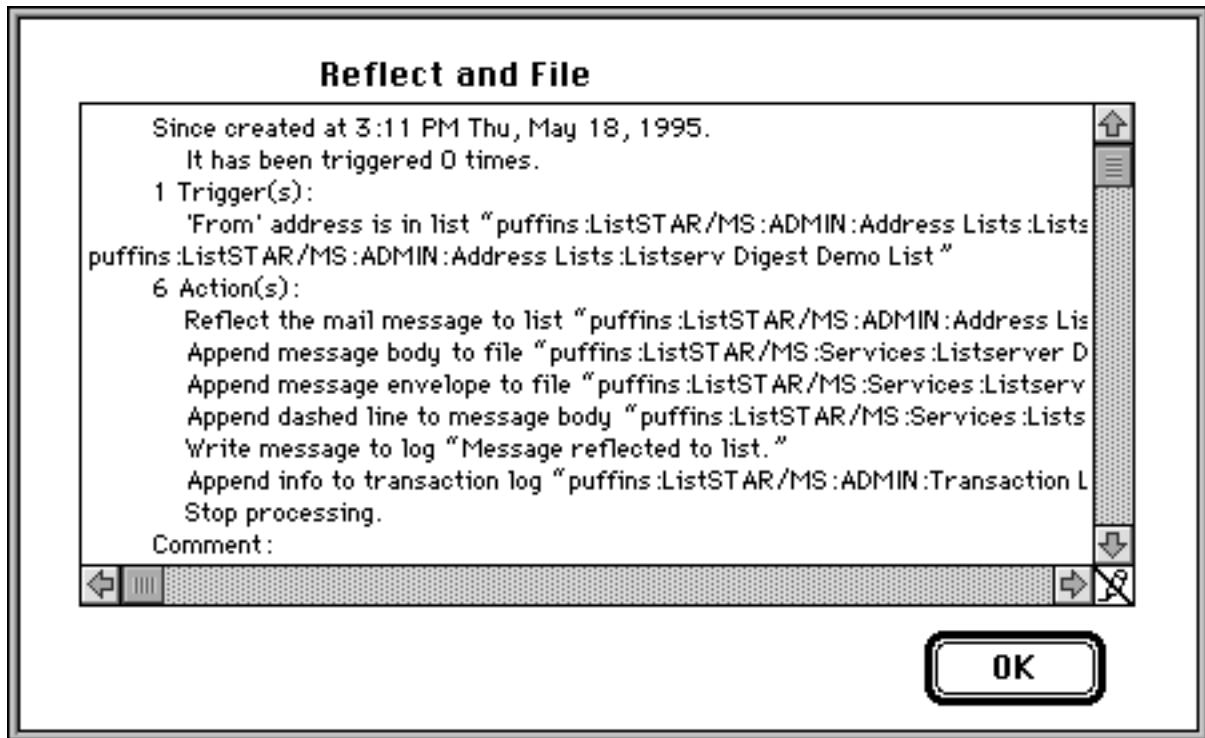 Reflect and File
Since created at 3:11 PM Thu, May 18, 1995.
It has been triggered 0 times.
1 Trigger(s):
'From' address is in list "puffins:ListSTAR/MS:ADMIN:Address Lists:Lists
puffins:ListSTAR/MS:ADMIN:Address Lists:Listserv Digest Demo List"
6 Action(s):
Reflect the mail message to list "puffins:ListSTAR/MS:ADMIN:Address Lis
Append message body to file "puffins:ListSTAR/MS:Services:Listserver D
Append message envelope to file "puffins:ListSTAR/MS:Services:Listserv
Append dashed line to message body "puffins:ListSTAR/MS:Services:Lists
Write message to log "Message reflected to list."
Append info to transaction log "puffins:ListSTAR/MS:ADMIN:Transaction L
Stop processing.
Comment:
OK